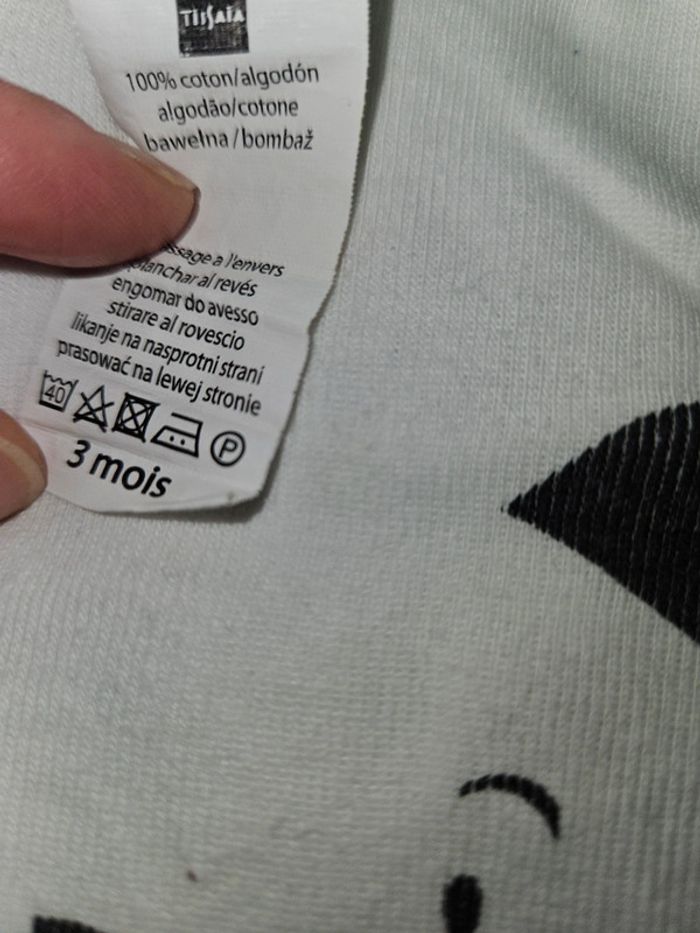 TISSAIA
100% coton/algodón
algodão/cotone
bawełna/bombaž
a l'envers
planchar al revés
engomar do avesso
stirare al rovescio
likanje na nasprotni strani
prasować na lewej stronie
40
P
3 mois